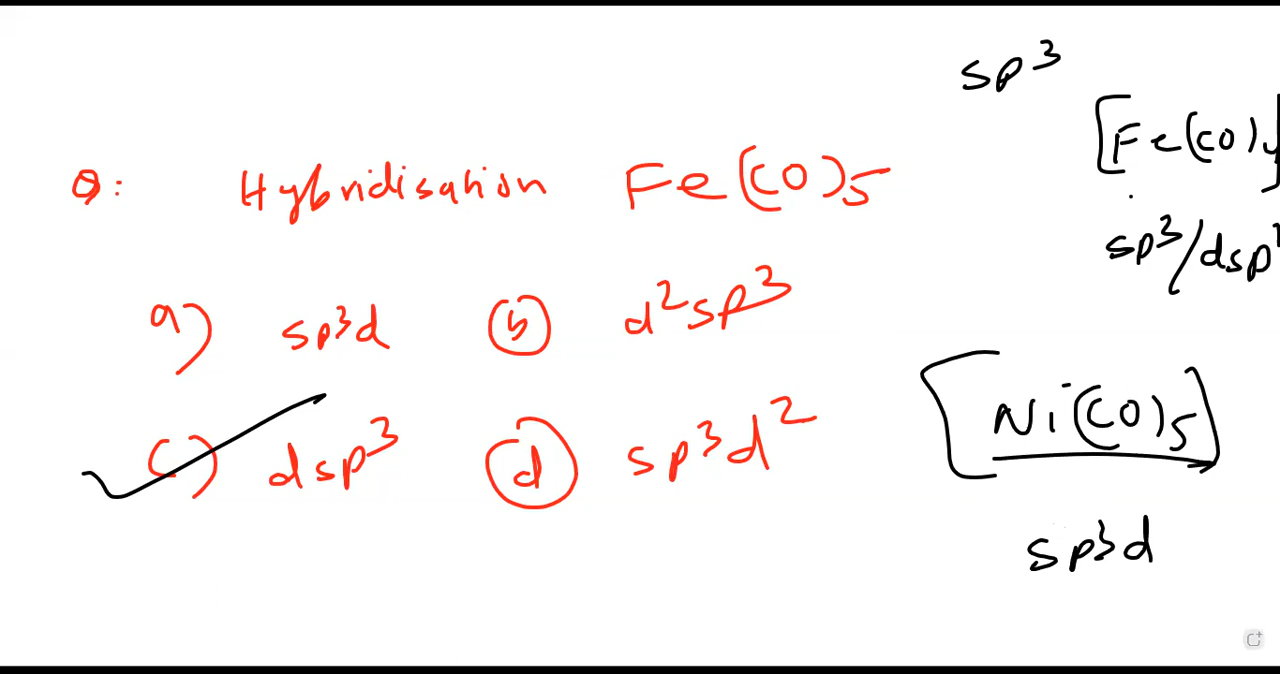 sp³
[Fe(CO)
Q: Hybridisation Fe(CO)₅
a) sp³d (b) d²sp³
sp³/dsp
[Ni(CO)₅]
c) dsp³ (d) sp³d²
sp³d